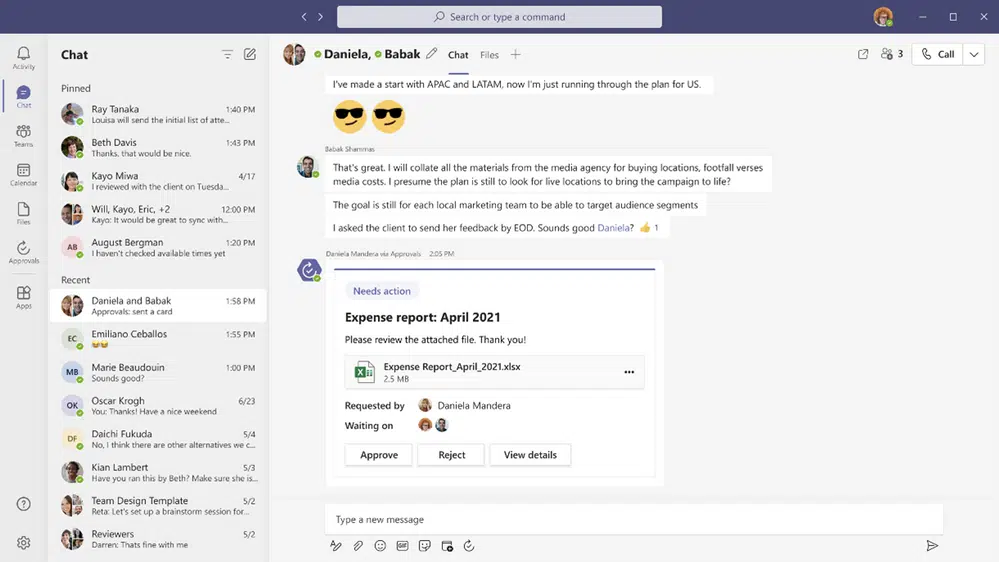 Search or type a command
Activity
Chat
Teams
Calendar
Files
Approvals
Apps
Chat
Pinned
Ray Tanaka 1:40 PM
Louisa will send the initial list of atte...
Beth Davis 1:43 PM
Thanks, that would be nice.
Kayo Miwa 4/17
I reviewed with the client on Tuesda...
Will, Kayo, Eric, +2 12:00 PM
Kayo: It would be great to sync with...
AB
August Bergman 1:20 PM
I haven't checked available times yet
Recent
Daniela and Babak 1:58 PM
Approvals: sent a card
EC
Emiliano Ceballos 1:55 PM
😂😂
MB
Marie Beaudouin 1:00 PM
Sounds good?
OK
Oscar Krogh 6/23
You: Thanks! Have a nice weekend
DF
Daichi Fukuda 5/4
No, I think there are other alternatives we c...
Kian Lambert 5/3
Have you ran this by Beth? Make sure she is...
Team Design Template 5/2
Reta: Let's set up a brainstorm session for...
Reviewers 5/2
Darren: Thats fine with me
Daniela, Babak Chat Files 3 Call
I've made a start with APAC and LATAM, now I'm just running through the plan for US.
😎😎
Babak Shammas
That's great. I will collate all the materials from the media agency for buying locations, footfall verses
media costs. I presume the plan is still to look for live locations to bring the campaign to life?
The goal is still for each local marketing team to be able to target audience segments
I asked the client to send her feedback by EOD. Sounds good Daniela? 👍 1
Daniela Mandera via Approvals 2:05 PM
Needs action
Expense report: April 2021
Please review the attached file. Thank you!
Expense Report_April_2021.xlsx
2.5 MB
Requested by Daniela Mandera
Waiting on
Approve Reject View details
Type a new message
GIF